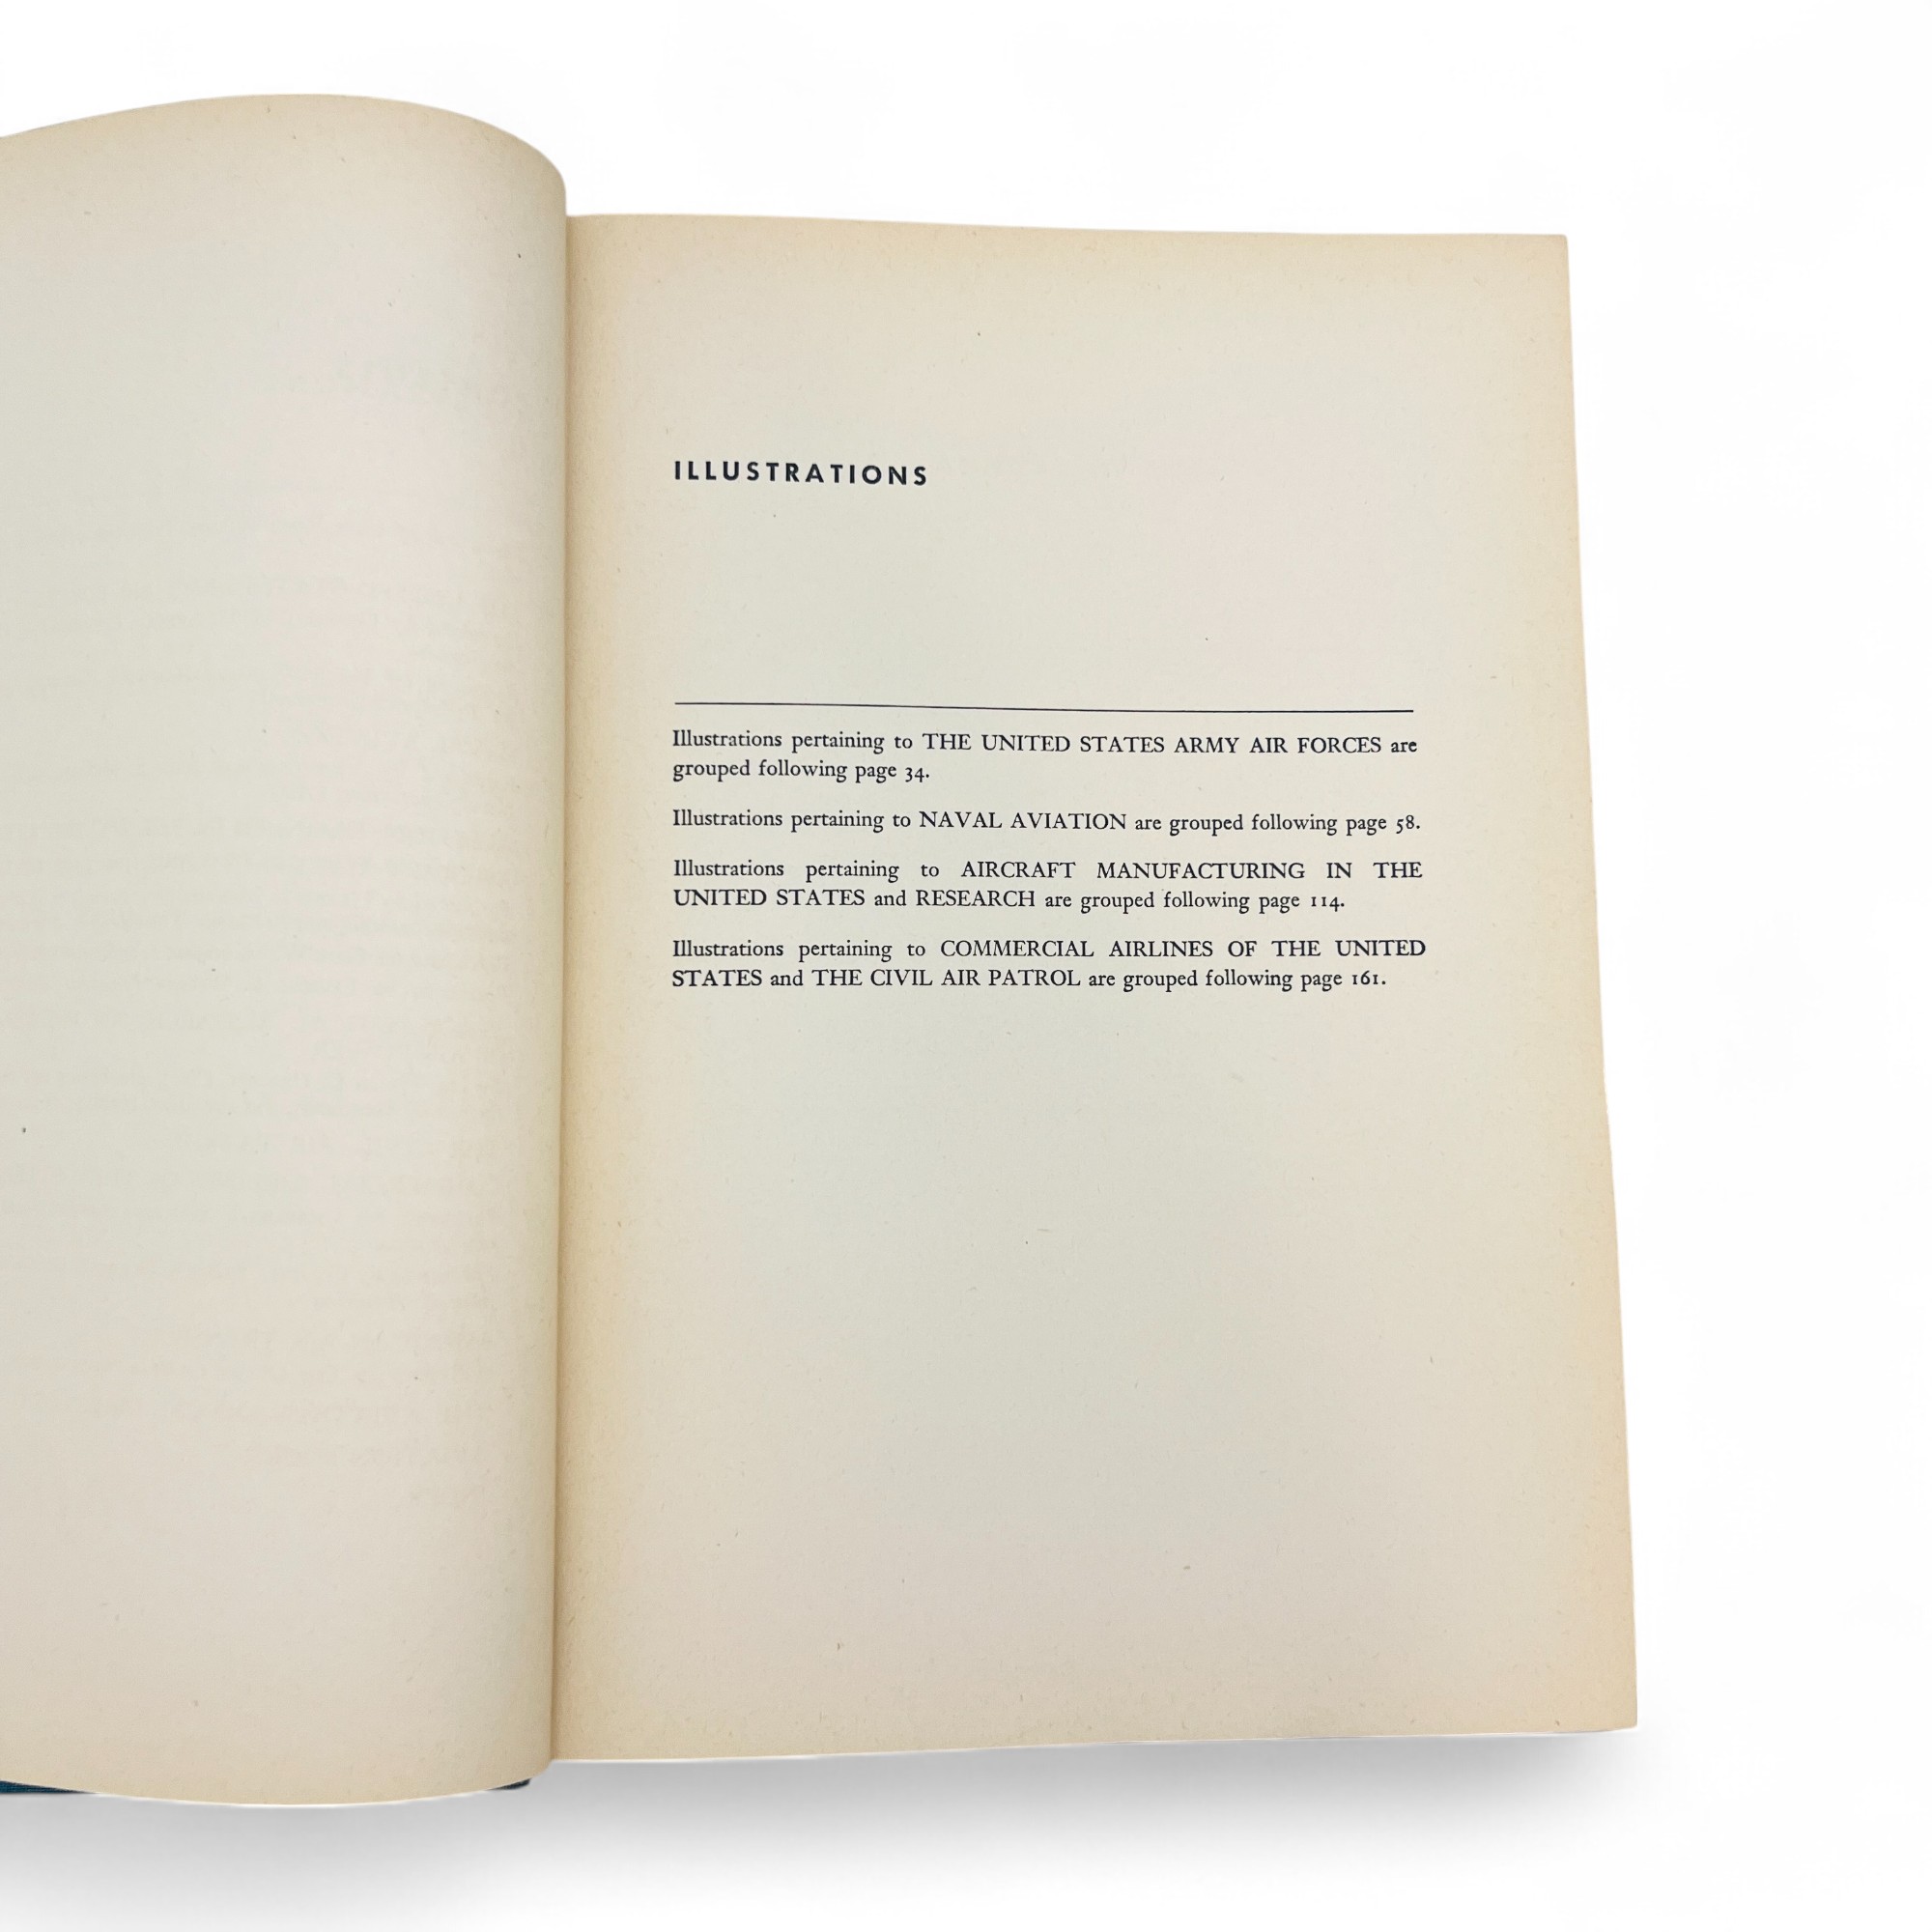 ILLUSTRATIONS
Illustrations pertaining to THE UNITED STATES ARMY AIR FORCES are
grouped following page 34.
Illustrations pertaining to NAVAL AVIATION are grouped following page 58.
Illustrations pertaining to AIRCRAFT MANUFACTURING IN THE
UNITED STATES and RESEARCH are grouped following page 114.
Illustrations pertaining to COMMERCIAL AIRLINES OF THE UNITED
STATES and THE CIVIL AIR PATROL are grouped following page 161.